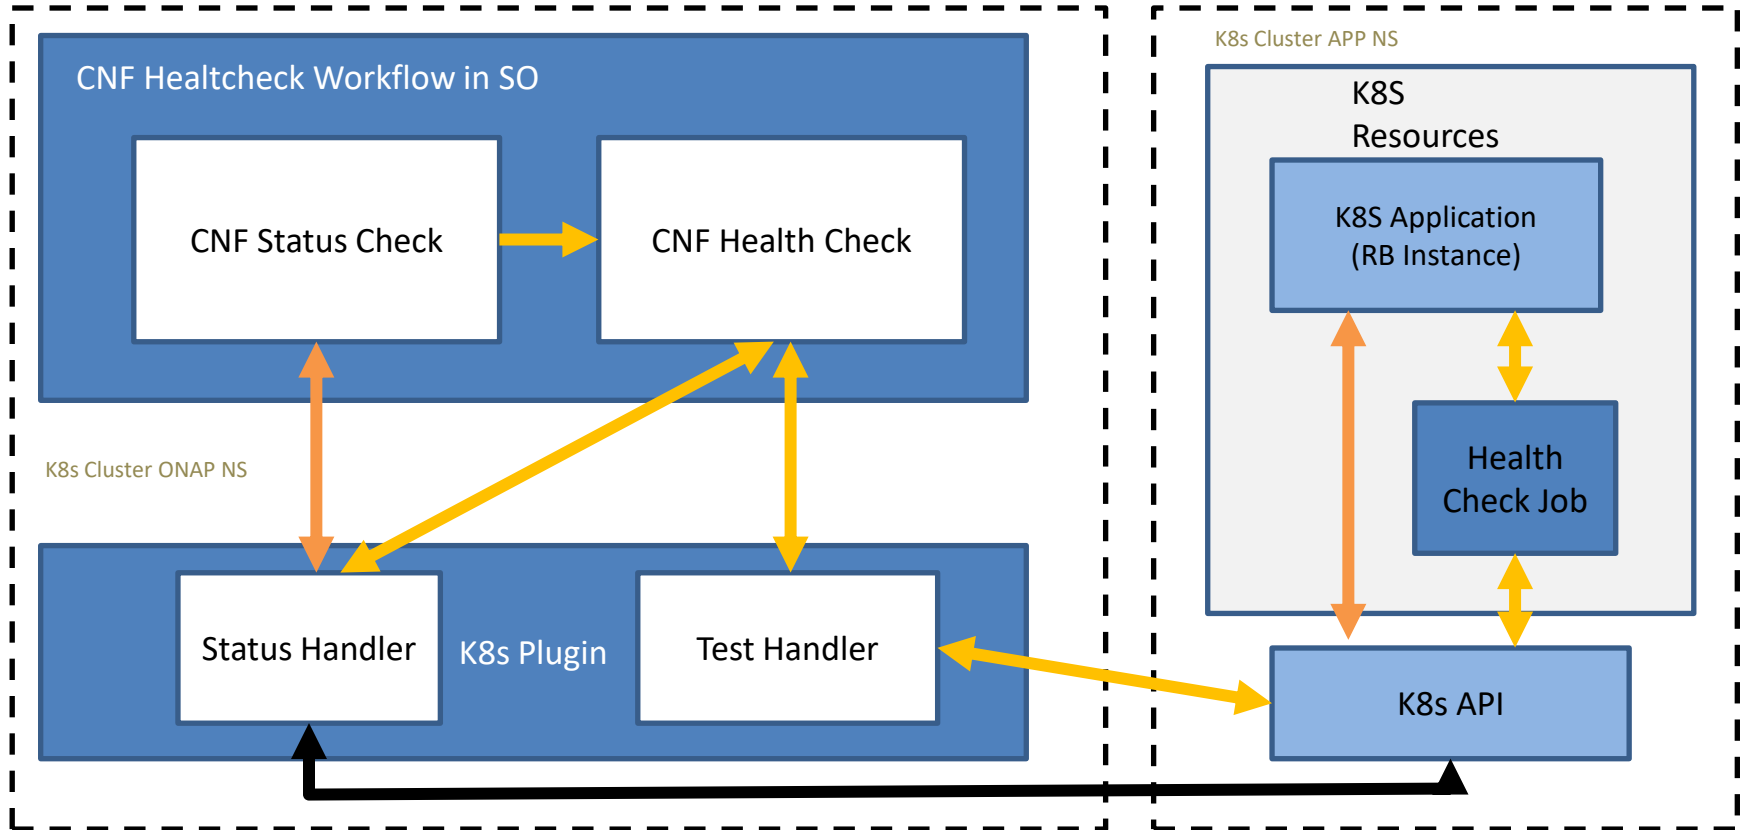 CNF Healtcheck Workflow in SO
CNF Status Check
CNF Health Check
K8s Cluster ONAP NS
Status Handler
K8s Plugin
Test Handler
K8s Cluster APP NS
K8S
Resources
K8S Application
(RB Instance)
Health
Check Job
K8s API